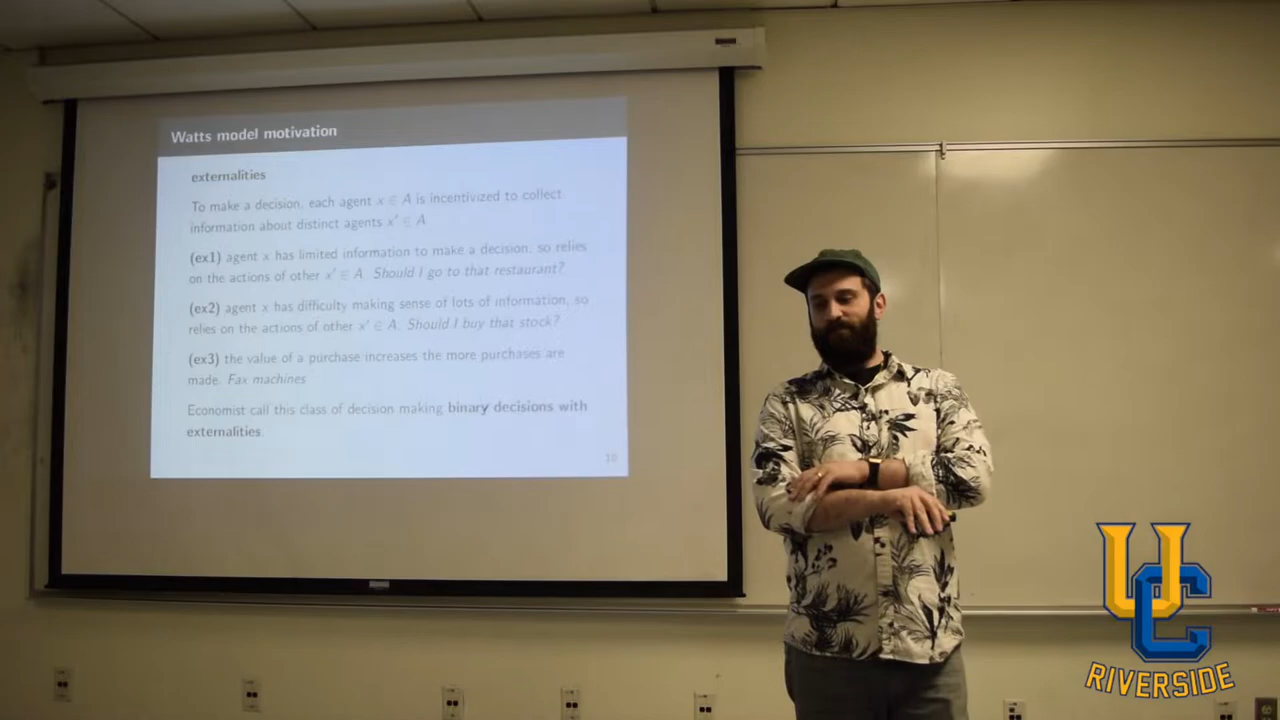 Watts model motivation
externalities
To make a decision, each agent x ∈ A is incentivized to collect
information about distinct agents x′ ∈ A.
(ex1) agent x has limited information to make a decision, so relies
on the actions of other x′ ∈ A. Should I go to that restaurant?
(ex2) agent x has difficulty making sense of lots of information, so
relies on the actions of other x′ ∈ A. Should I buy that stock?
(ex3) the value of a purchase increases the more purchases are
made. Fax machines
Economist call this class of decision making binary decisions with
externalities.
10
UC
RIVERSIDE